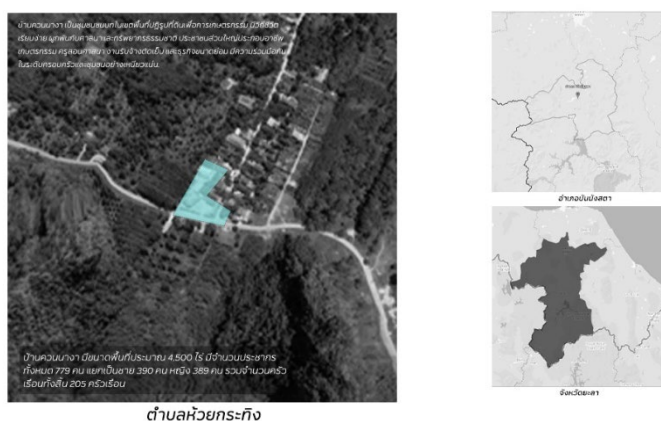 ย่านควนนางา เป็นชุมชนชนบทในเขตพื้นที่ปฏิรูปที่ดินเพื่อการเกษตรกรรม มีวิถีชีวิต
เรียบง่าย ผูกพันกับศาสนาและทรัพยากรธรรมชาติ ประชาชนส่วนใหญ่ประกอบอาชีพ
เกษตรกรรม ครูสอนศาสนา งานรับจ้างตัดเย็บ และธุรกิจขนาดย่อม มีความร่วมมือกัน
ในระดับครอบครัวและชุมชนอย่างเหนียวแน่น
บ้านควนนางา มีขนาดพื้นที่ประมาณ 4,500 ไร่ มีจำนวนประชากร
ทั้งหมด 779 คน แยกเป็นชาย 390 คน หญิง 389 คน รวมจำนวนครัว
เรือนทั้งสิ้น 205 ครัวเรือน
ตำบลห้วยกระทิง
อำเภอบันนังสตา
จังหวัดยะลา